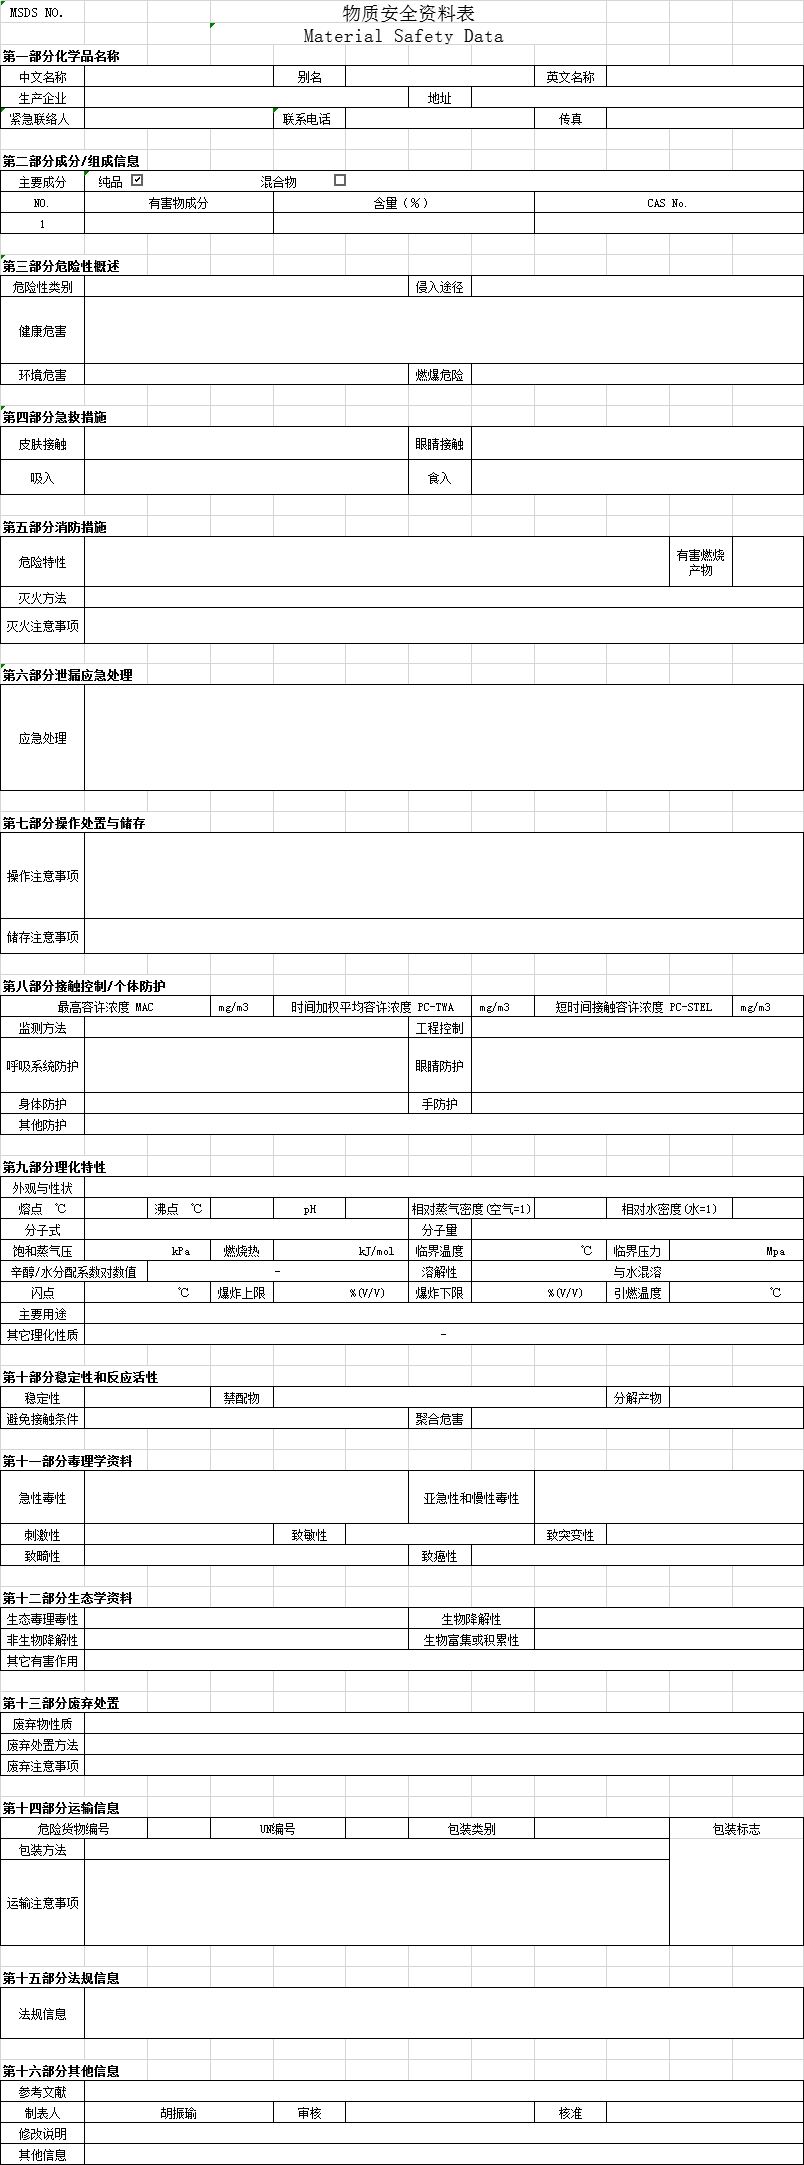 MSDS NO.
物质安全资料表
Material Safety Data
第一部分化学品名称
中文名称 别名 英文名称
生产企业 地址
紧急联络人 联系电话 传真
第二部分成分/组成信息
主要成分 纯品 混合物
NO. 有害物成分 含量（%） CAS No.
1
第三部分危险性概述
危险性类别 侵入途径
健康危害
环境危害 燃爆危险
第四部分急救措施
皮肤接触 眼睛接触
吸入 食入
第五部分消防措施
危险特性 有害燃烧
产物
灭火方法
灭火注意事项
第六部分泄漏应急处理
应急处理
第七部分操作处置与储存
操作注意事项
储存注意事项
第八部分接触控制/个体防护
最高容许浓度 MAC mg/m3 时间加权平均容许浓度 PC-TWA mg/m3 短时间接触容许浓度 PC-STEL mg/m3
监测方法 工程控制
呼吸系统防护 眼睛防护
身体防护 手防护
其他防护
第九部分理化特性
外观与性状
熔点 ℃ 沸点 ℃ pH 相对蒸气密度(空气=1) 相对水密度(水=1)
分子式 分子量
饱和蒸气压 kPa 燃烧热 kJ/mol 临界温度 ℃ 临界压力 Mpa
辛醇/水分配系数对数值 - 溶解性 与水混溶
闪点 ℃ 爆炸上限 %(V/V) 爆炸下限 %(V/V) 引燃温度 ℃
主要用途
其它理化性质 -
第十部分稳定性和反应活性
稳定性 禁配物 分解产物
避免接触条件 聚合危害
第十一部分毒理学资料
急性毒性 亚急性和慢性毒性
刺激性 致敏性 致突变性
致畸性 致癌性
第十二部分生态学资料
生态毒理毒性 生物降解性
非生物降解性 生物富集或积累性
其它有害作用
第十三部分废弃处置
废弃物性质
废弃处置方法
废弃注意事项
第十四部分运输信息
危险货物编号 UN编号 包装类别 包装标志
包装方法
运输注意事项
第十五部分法规信息
法规信息
第十六部分其他信息
参考文献
制表人 胡振瑜 审核 核准
修改说明
其他信息